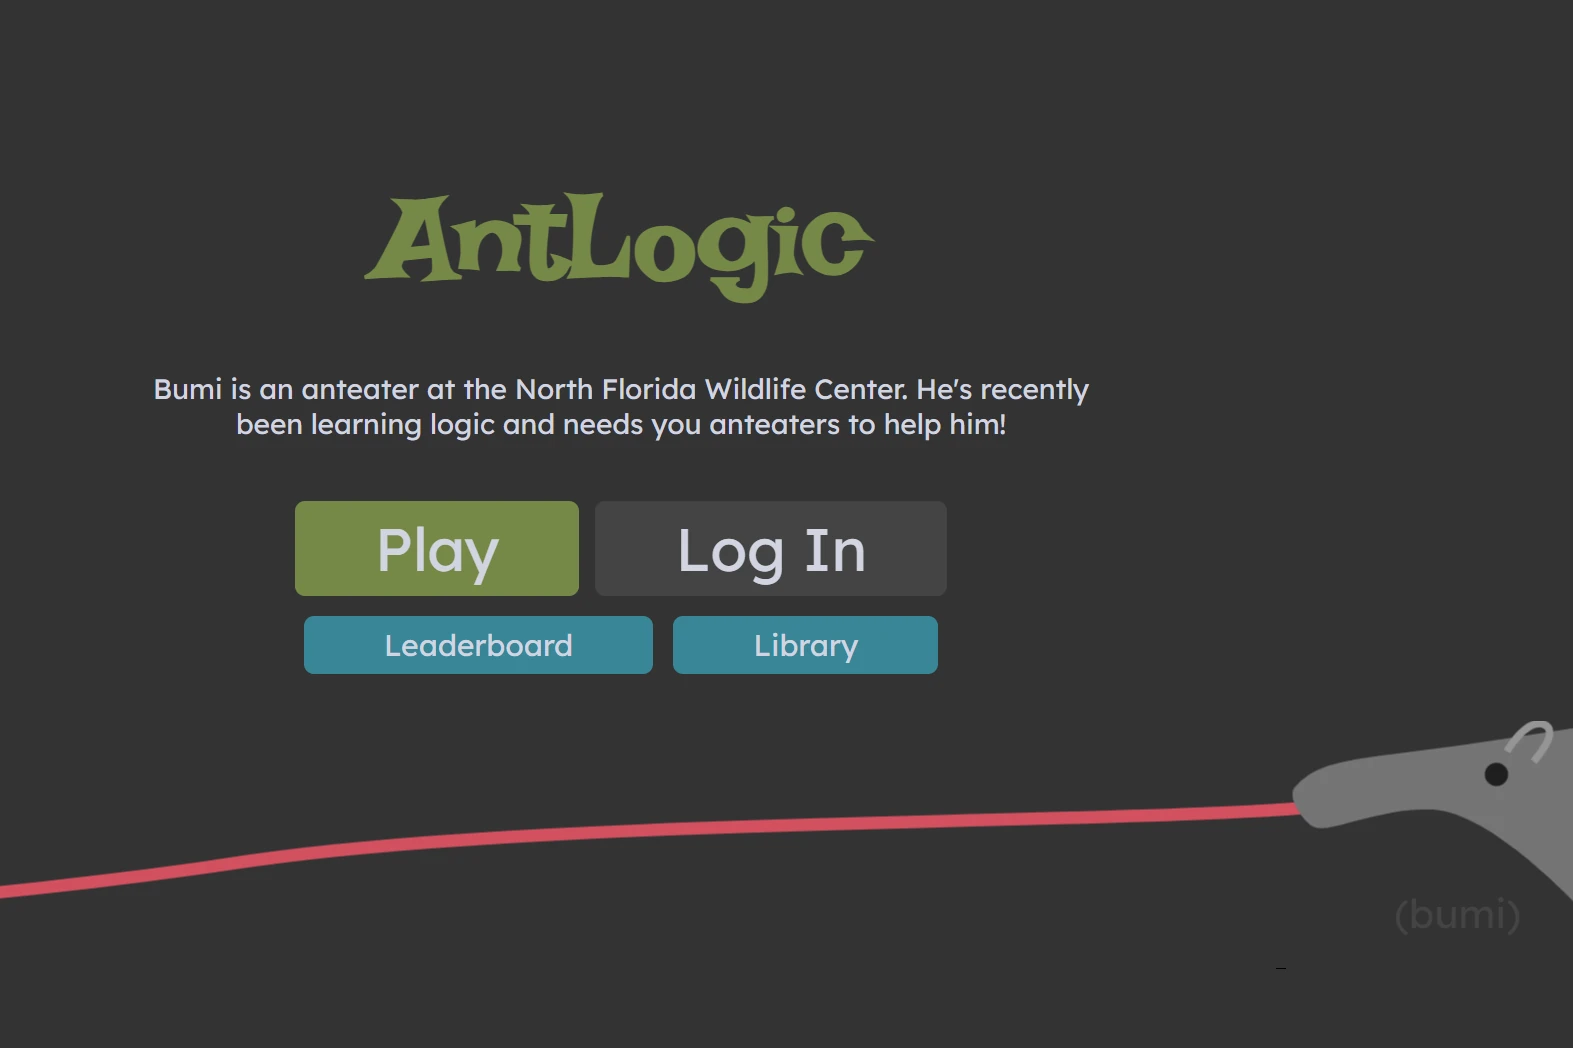 AntLogic
Bumi is an anteater at the North Florida Wildlife Center. He's recently
been learning logic and needs you anteaters to help him!
Play
Log In
Leaderboard
Library
(bumi)